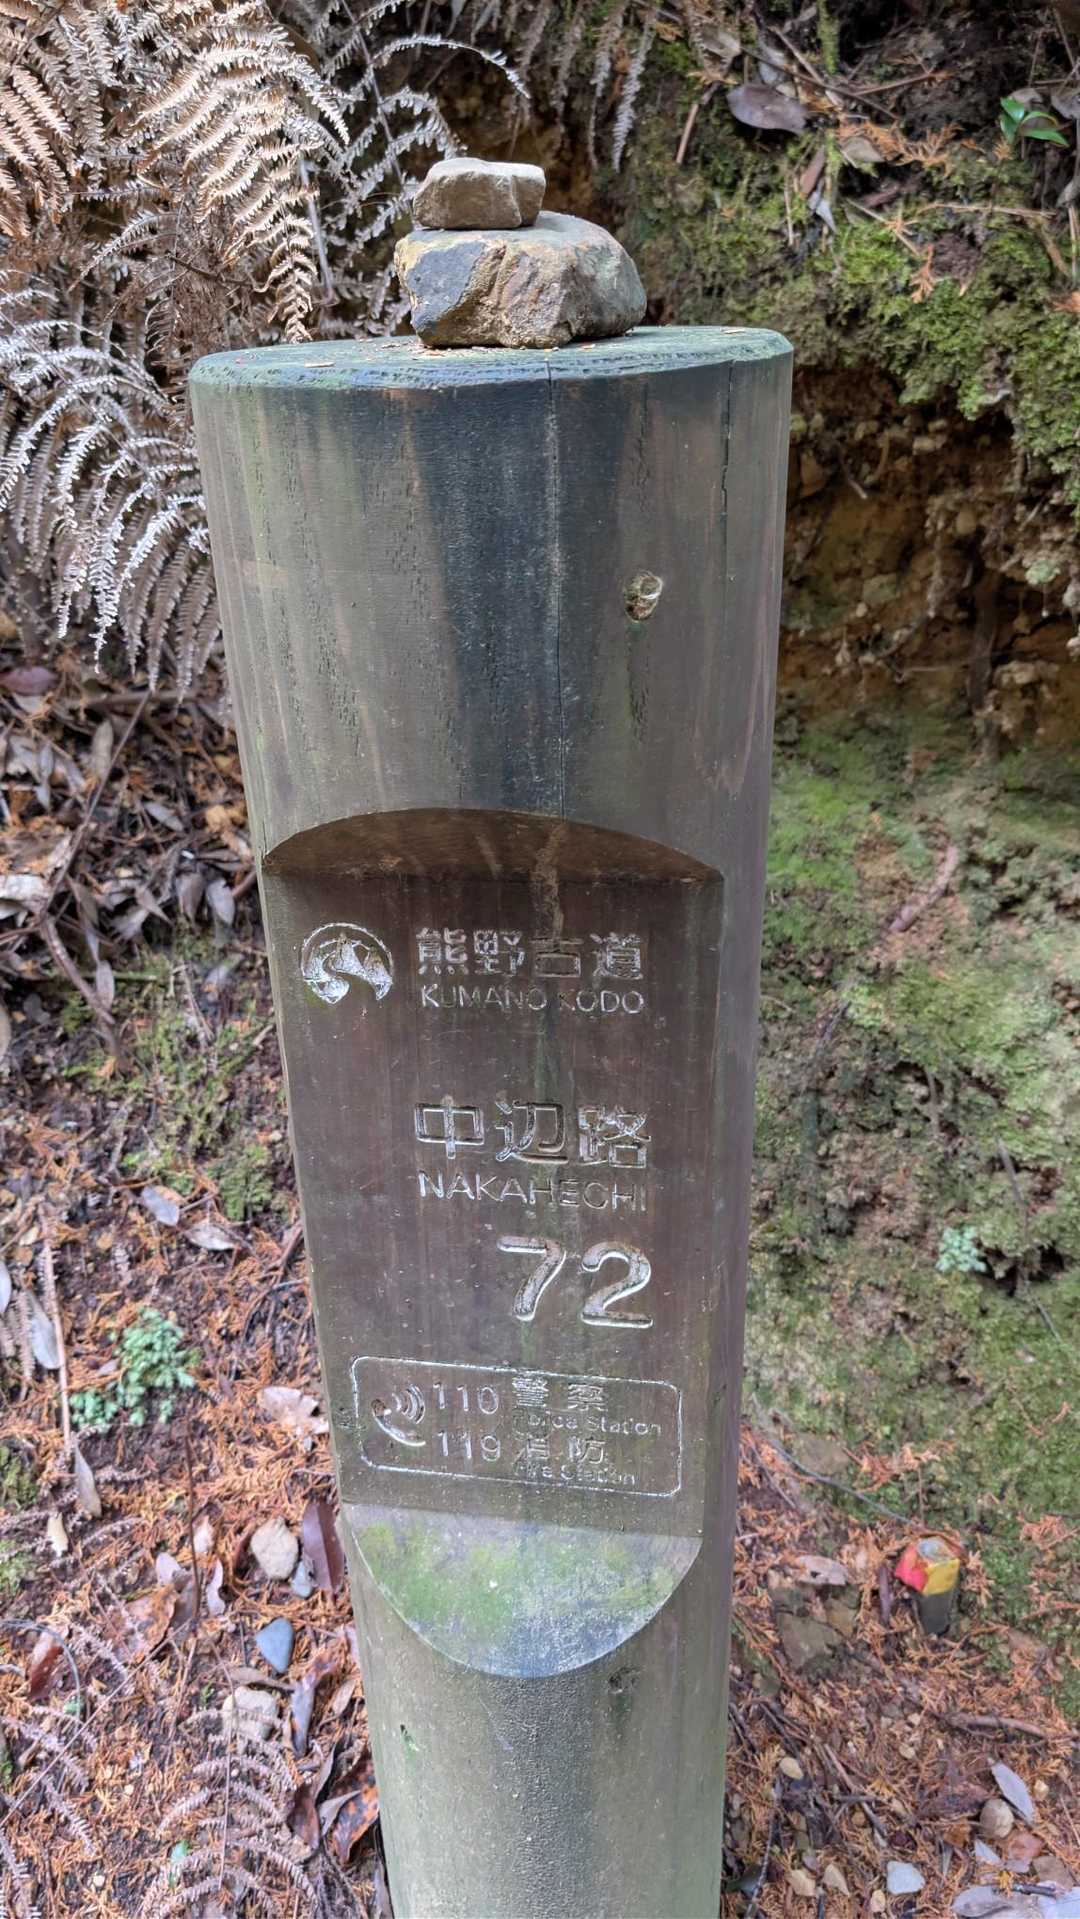 熊野古道
KUMANO KODO
中辺路
NAKAHECHI
72
110 警察
Police Station
119 消防
Fire Station